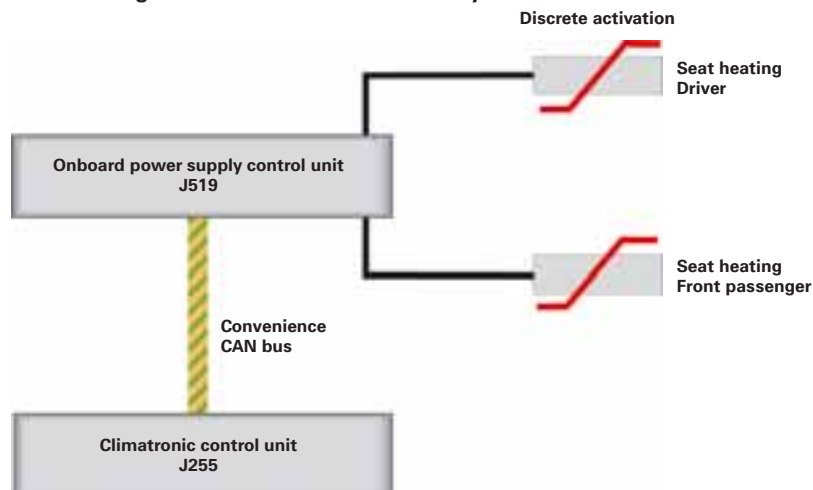 Discrete activation
Seat heating
Driver
Onboard power supply control unit
J519
Seat heating
Front passenger
Convenience
CAN bus
Climatronic control unit
J255